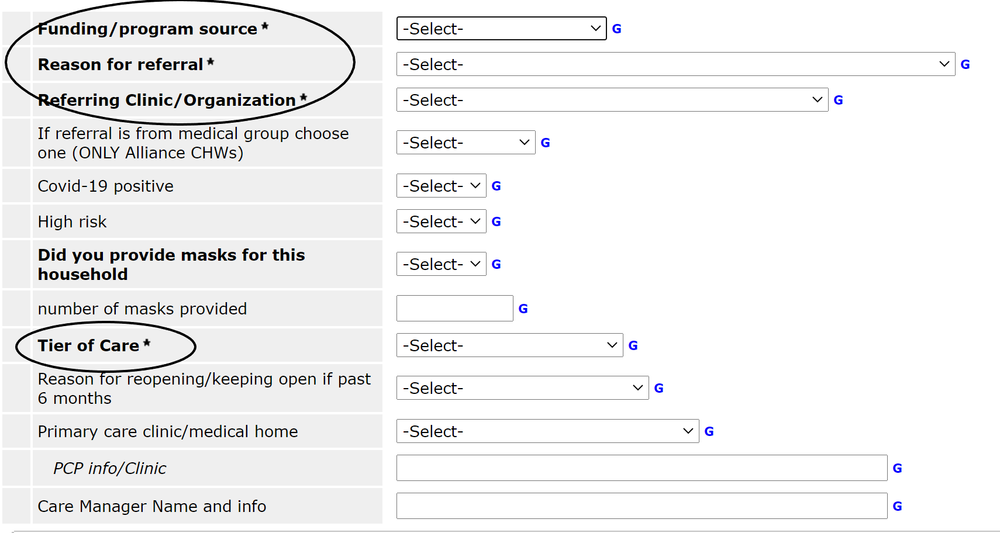 Funding/program source* -Select- G
Reason for referral* -Select- G
Referring Clinic/Organization* -Select- G
If referral is from medical group choose
one (ONLY Alliance CHWs) -Select- G
Covid-19 positive -Select- G
High risk -Select- G
Did you provide masks for this
household -Select- G
number of masks provided G
Tier of Care* -Select- G
Reason for reopening/keeping open if past
6 months -Select- G
Primary care clinic/medical home -Select- G
PCP info/Clinic G
Care Manager Name and info G